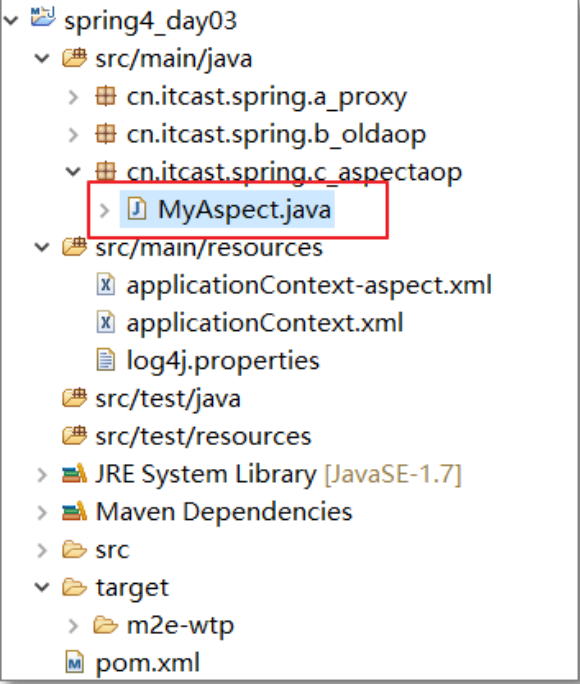 spring4_day03
src/main/java
cn.itcast.spring.a_proxy
cn.itcast.spring.b_oldaop
cn.itcast.spring.c_aspectaop
MyAspect.java
src/main/resources
applicationContext-aspect.xml
applicationContext.xml
log4j.properties
src/test/java
src/test/resources
JRE System Library [JavaSE-1.7]
Maven Dependencies
src
target
m2e-wtp
pom.xml